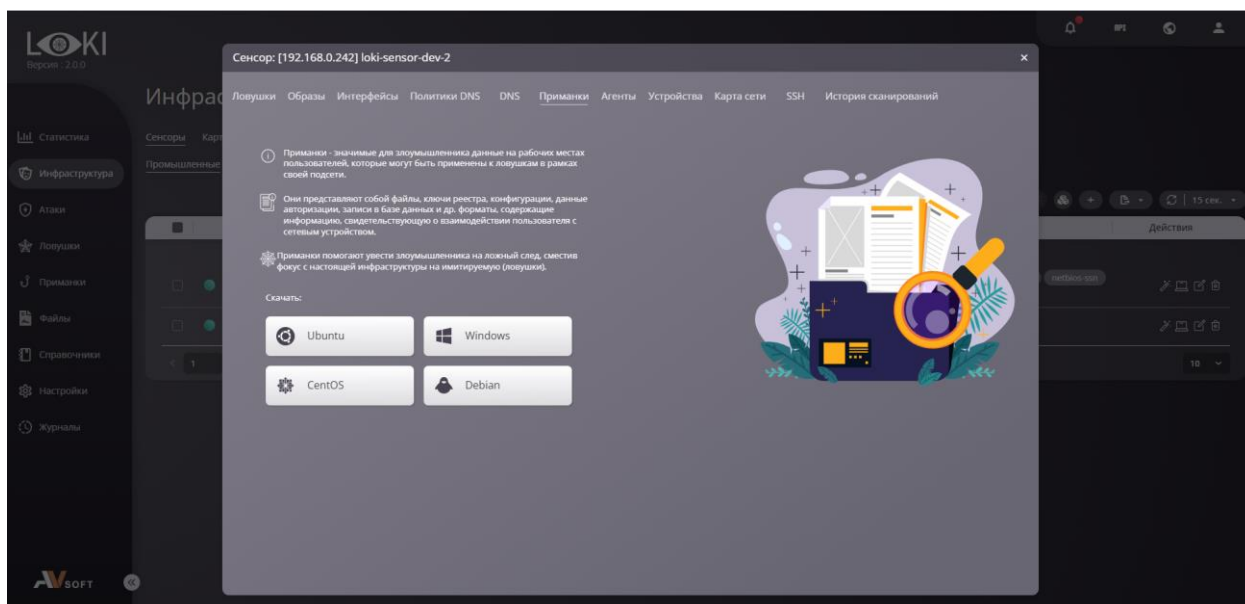 LOKI
Версия : 2.0.0
Сенсор: [192.168.0.242] loki-sensor-dev-2
×
Инфрас
Ловушки Образы Интерфейсы Политики DNS DNS Приманки Агенты Устройства Карта сети SSH История сканирований
Статистика
Сенсоры Карт
Промышленные
Инфраструктура
Атаки
Ловушки
Приманки
Файлы
Справочники
Настройки
Журналы
Приманки - значимые для злоумышленника данные на рабочих местах
пользователей, которые могут быть применены к ловушкам в рамках
своей подсети.
Они представляют собой файлы, ключи реестра, конфигурации, данные
авторизации, записи в базе данных и др. форматы, содержащие
информацию, свидетельствующую о взаимодействии пользователя с
сетевым устройством.
Приманки помогают увести злоумышленника на ложный след, сместив
фокус с настоящей инфраструктуры на имитируемую (ловушки).
Скачать:
Ubuntu
Windows
CentOS
Debian
15 сек.
Действия
netbios-ssn
1
10
AVSOFT